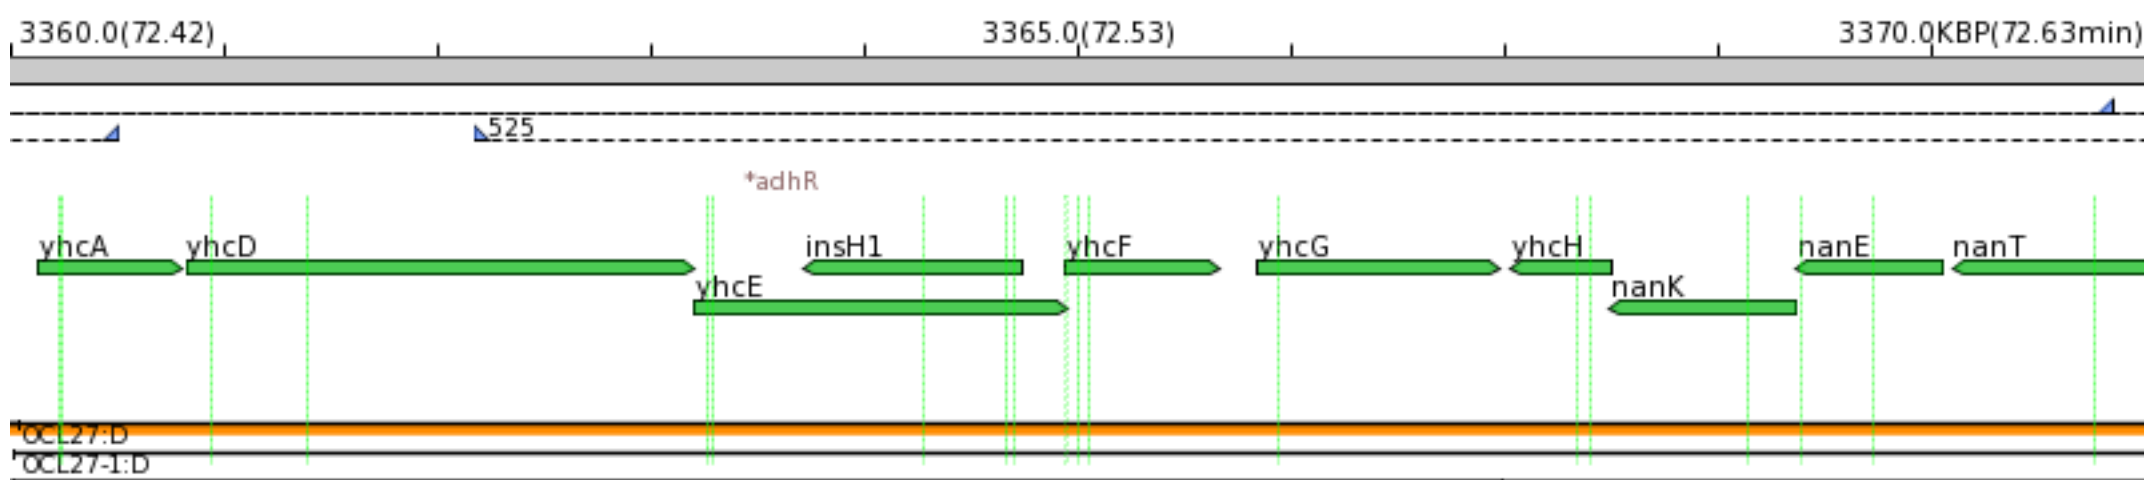 3360.0(72.42) 3365.0(72.53) 3370.0KBP(72.63min)
525
*adhR
yhcA yhcD insH1 yhcF yhcG yhcH nanE nanT
yhcE nanK
OCL27:D
OCL27-1:D